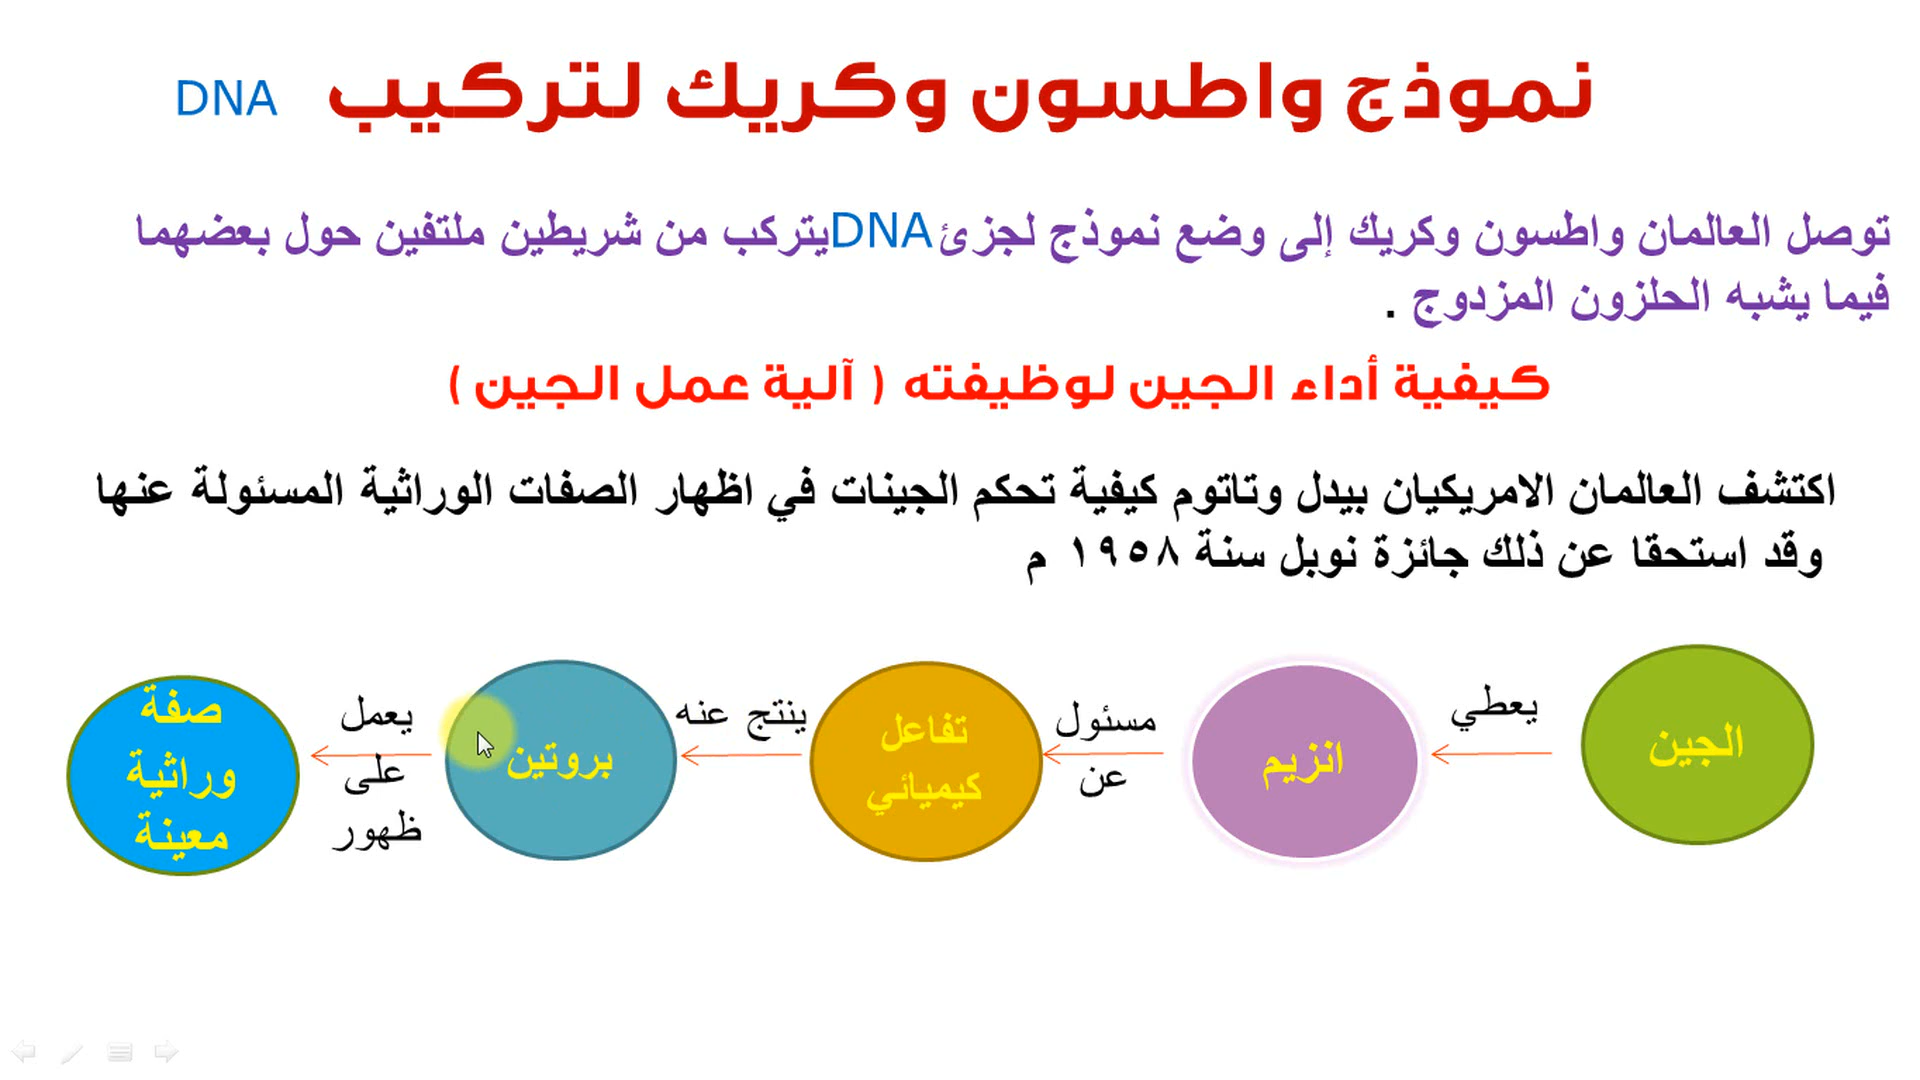 نموذج واطسون وكريك لتركيب DNA
توصل العالمان واطسون وكريك إلى وضع نموذج لجزئ DNA يتركب من شريطين ملتفين حول بعضهما
فيما يشبه الحلزون المزدوج .
كيفية أداء الجين لوظيفته ( آلية عمل الجين )
اكتشف العالمان الامريكيان بيدل وتاتوم كيفية تحكم الجينات في اظهار الصفات الوراثية المسئولة عنها
وقد استحقا عن ذلك جائزة نوبل سنة ١٩٥٨ م
الجين
يعطي
انزيم
مسئول
عن
تفاعل
كيميائي
ينتج عنه
بروتين
يعمل
على
ظهور
صفة
وراثية
معينة